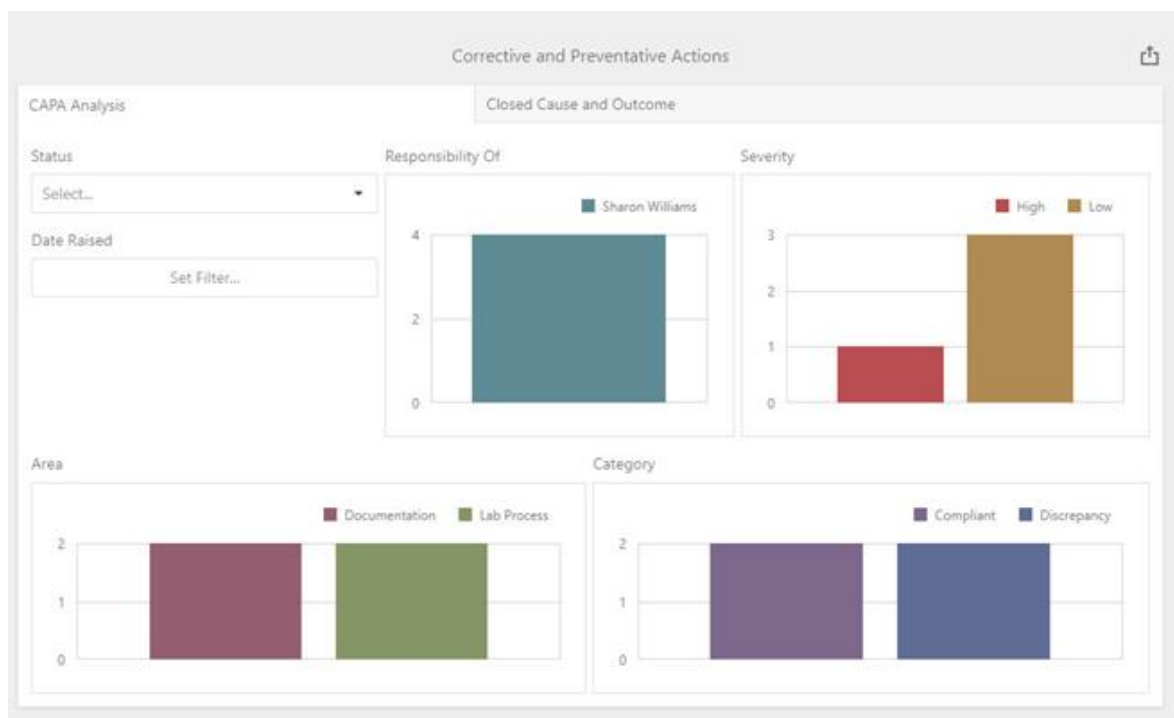 Corrective and Preventative Actions
CAPA Analysis
Closed Cause and Outcome
Status
Select...
Date Raised
Set Filter...
Responsibility Of
Sharon Williams
4
2
0
Severity
High Low
3
2
1
0
Area
Documentation Lab Process
2
1
0
Category
Compliant Discrepancy
2
1
0